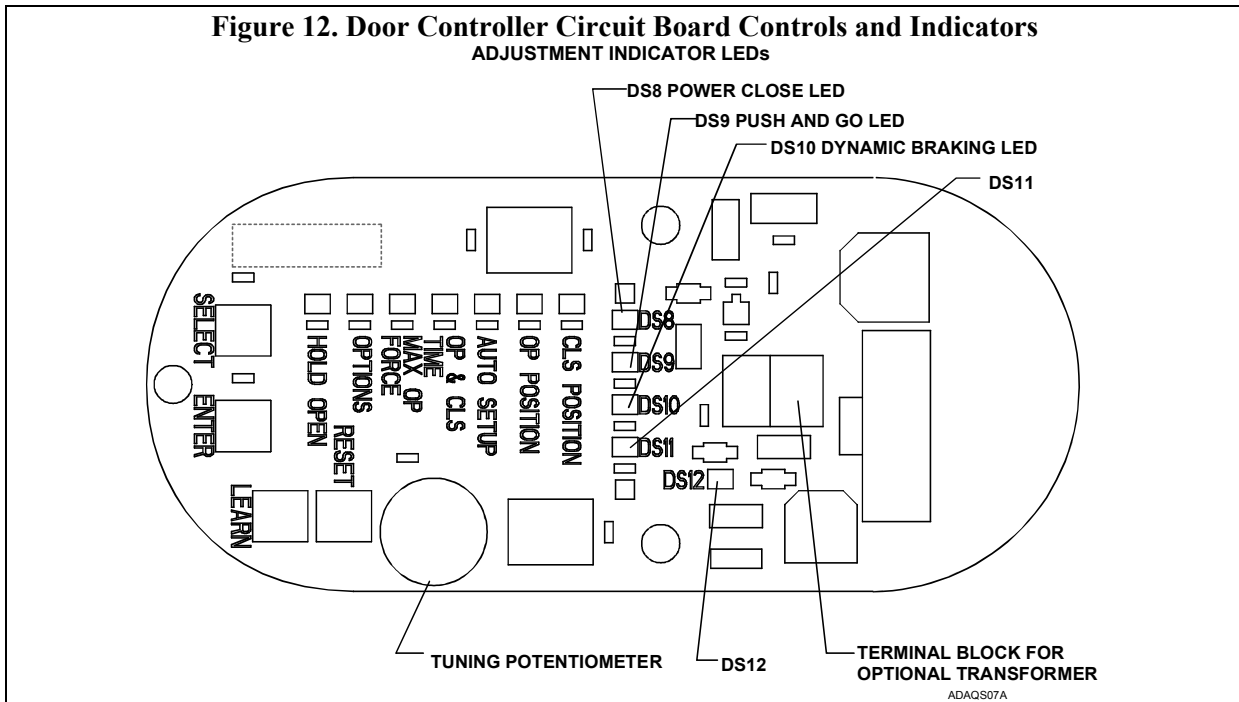 Figure 12. Door Controller Circuit Board Controls and Indicators
ADJUSTMENT INDICATOR LEDs
DS8 POWER CLOSE LED
DS9 PUSH AND GO LED
DS10 DYNAMIC BRAKING LED
DS11
SELECT
ENTER
LEARN
RESET
HOLD OPEN
OPTIONS
MAX OP
FORCE
OP & CLS
TIME
AUTO SETUP
OP POSITION
CLS POSITION
DS8
DS9
DS10
DS11
DS12
TUNING POTENTIOMETER
DS12
TERMINAL BLOCK FOR
OPTIONAL TRANSFORMER
ADAQS07A